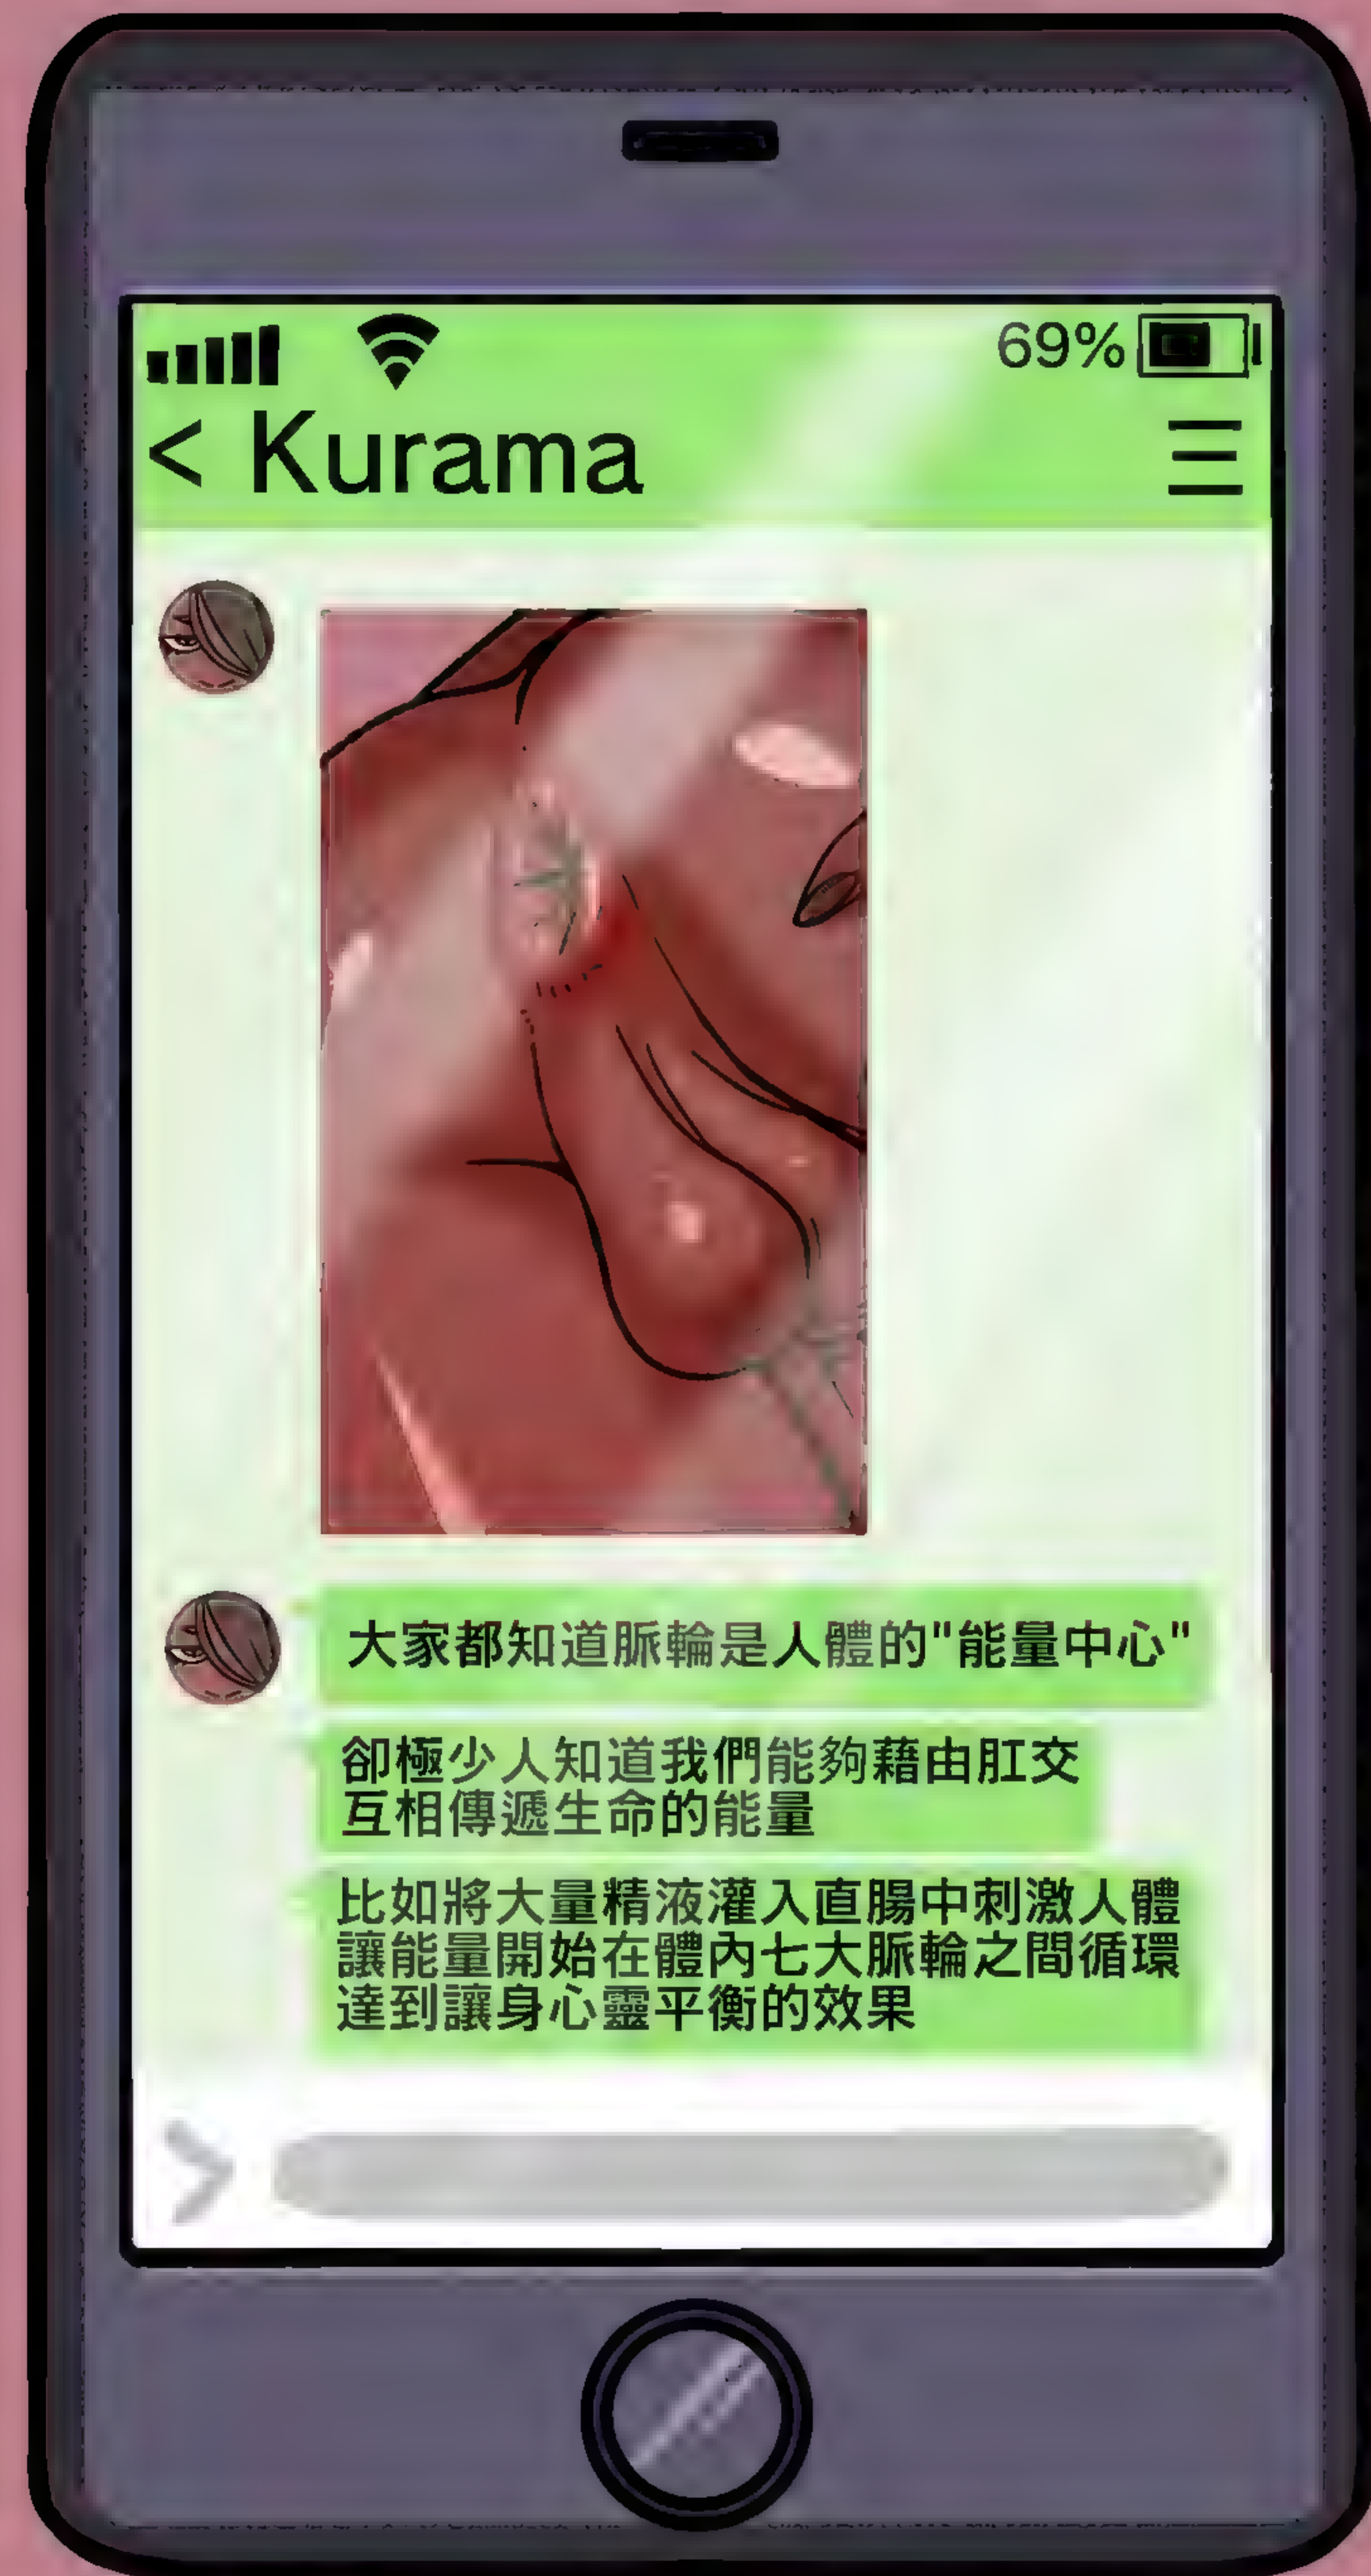 69%
< Kurama
大家都知道脈輪是人體的"能量中心"
卻極少人知道我們能夠藉由肛交
互相傳遞生命的能量
比如將大量精液灌入直腸中刺激人體
讓能量開始在體內七大脈輪之間循環
達到讓身心靈平衡的效果